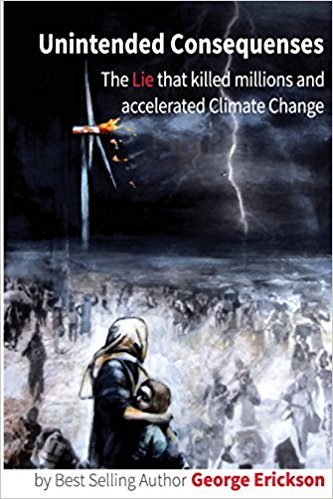 Unintended Consequenses
The Lie that killed millions and
accelerated Climate Change
by Best Selling Author George Erickson